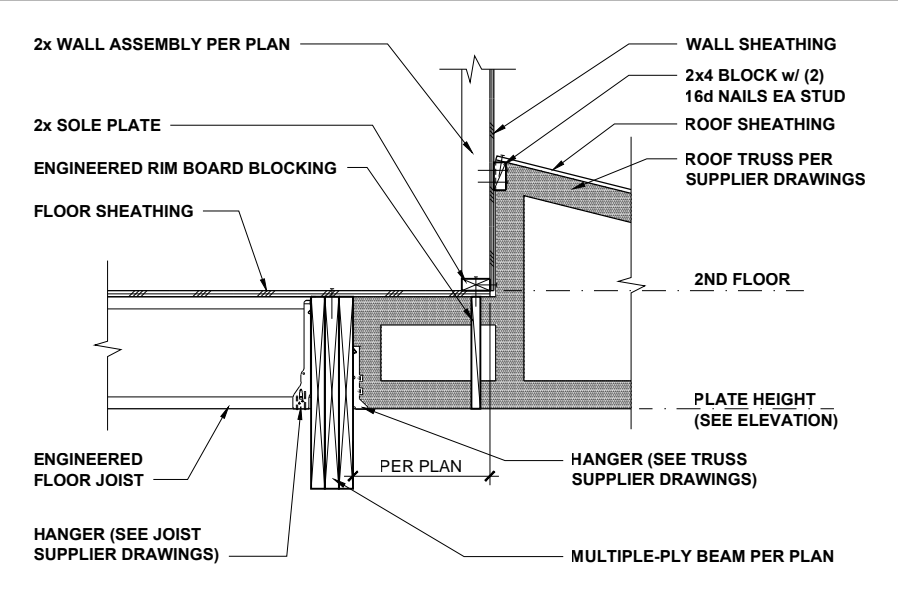 2x WALL ASSEMBLY PER PLAN
2x SOLE PLATE
ENGINEERED RIM BOARD BLOCKING
FLOOR SHEATHING
WALL SHEATHING
2x4 BLOCK w/ (2)
16d NAILS EA STUD
ROOF SHEATHING
ROOF TRUSS PER
SUPPLIER DRAWINGS
2ND FLOOR
PLATE HEIGHT
(SEE ELEVATION)
ENGINEERED
FLOOR JOIST
PER PLAN
HANGER (SEE TRUSS
SUPPLIER DRAWINGS)
HANGER (SEE JOIST
SUPPLIER DRAWINGS)
MULTIPLE-PLY BEAM PER PLAN